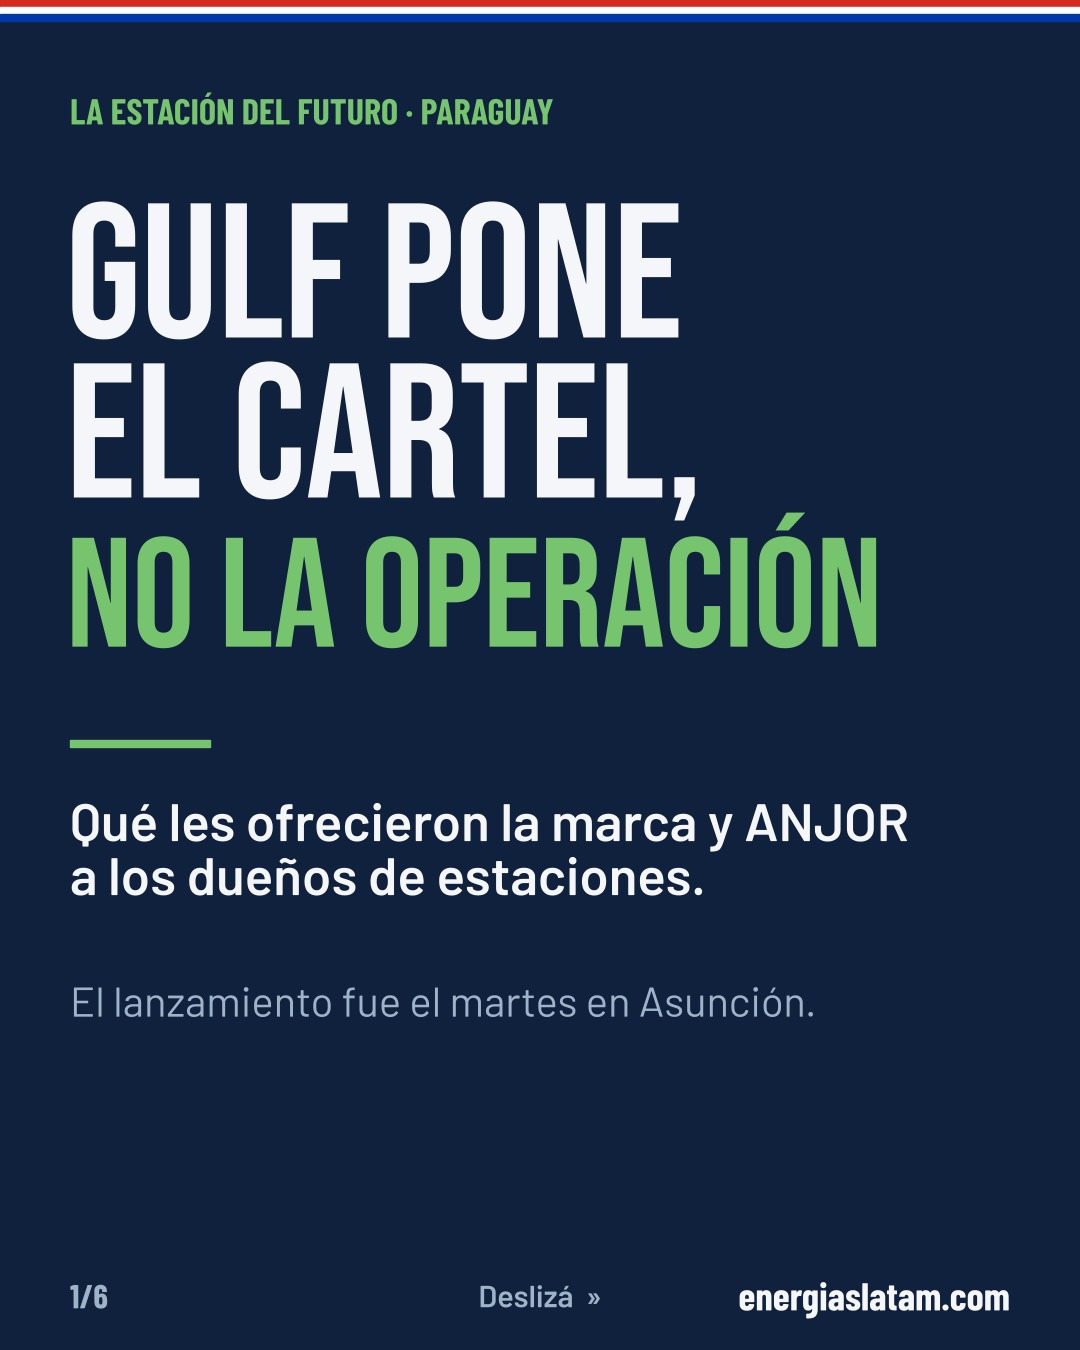 LA ESTACIÓN DEL FUTURO · PARAGUAY
GULF PONE
EL CARTEL,
NO LA OPERACIÓN
Qué les ofrecieron la marca y ANJOR
a los dueños de estaciones.
El lanzamiento fue el martes en Asunción.
1/6
Deslizá »
energiaslatam.com